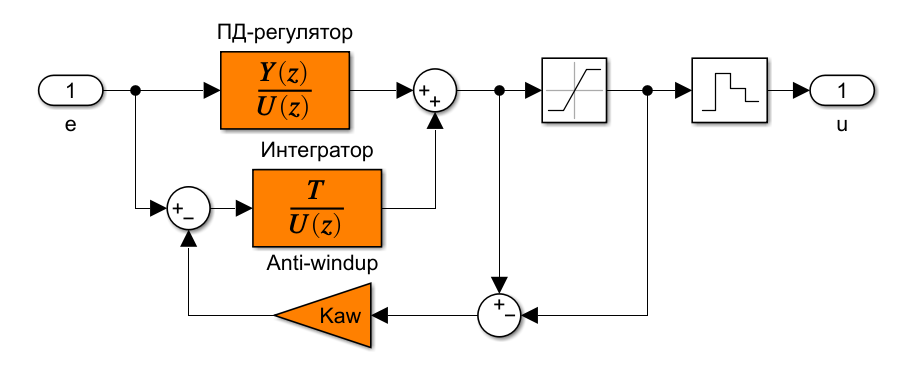 ПД-регулятор
1
Y(z)
U(z)
+
+
1
e
u
Интегратор
+
−
T
U(z)
Anti-windup
+
−
Kaw